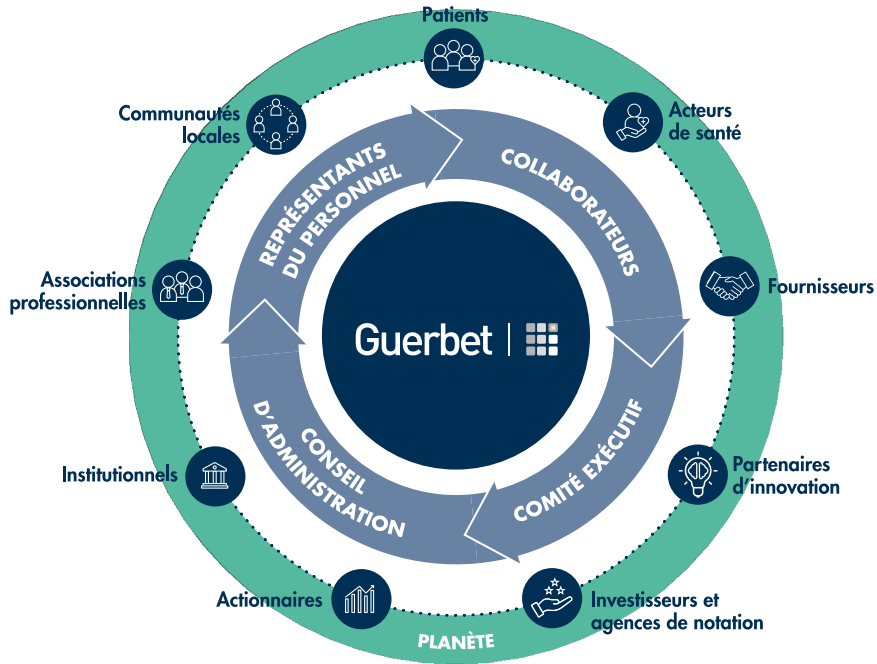 Patients
Communautés
locales
Acteurs
de santé
REPRÉSENTANTS
DU PERSONNEL
COLLABORATEURS
Associations
professionnelles
Fournisseurs
Guerbet
CONSEIL
D'ADMINISTRATION
COMITÉ EXÉCUTIF
Institutionnels
Partenaires
d'innovation
Actionnaires
Investisseurs et
agences de notation
PLANÈTE